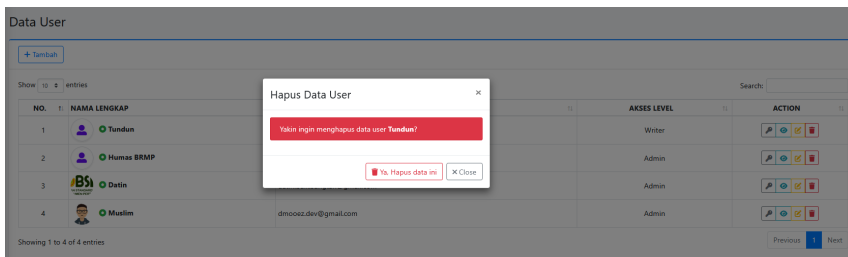 Data User
+ Tambah
Show 10 entries
Search:
NO. NAMA LENGKAP AKSES LEVEL ACTION
1 Tundun Writer
2 Humas BRMP Admin
3 BSi Datin Admin
4 Muslim dmooez.dev@gmail.com Admin
Showing 1 to 4 of 4 entries
Previous 1 Next
Hapus Data User ×
Yakin ingin menghapus data user Tundun?
Ya. Hapus data ini × Close